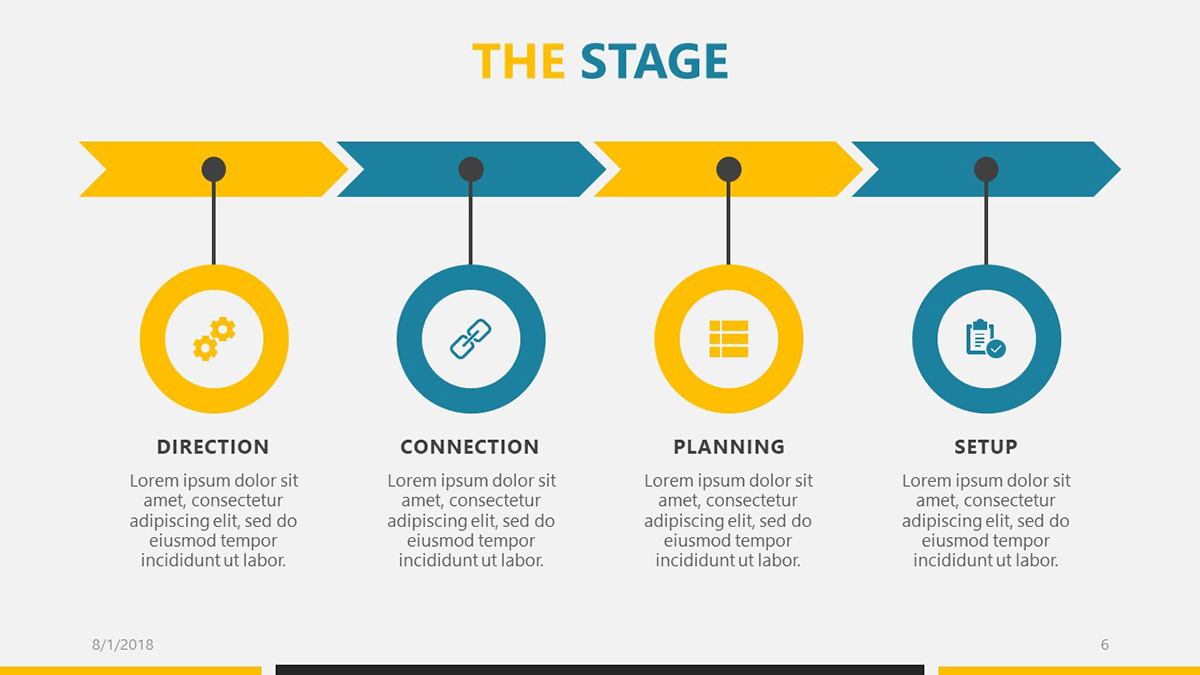 THE STAGE
DIRECTION
Lorem ipsum dolor sit
amet, consectetur
adipiscing elit, sed do
eiusmod tempor
incididunt ut labor.
CONNECTION
Lorem ipsum dolor sit
amet, consectetur
adipiscing elit, sed do
eiusmod tempor
incididunt ut labor.
PLANNING
Lorem ipsum dolor sit
amet, consectetur
adipiscing elit, sed do
eiusmod tempor
incididunt ut labor.
SETUP
Lorem ipsum dolor sit
amet, consectetur
adipiscing elit, sed do
eiusmod tempor
incididunt ut labor.
8/1/2018
6